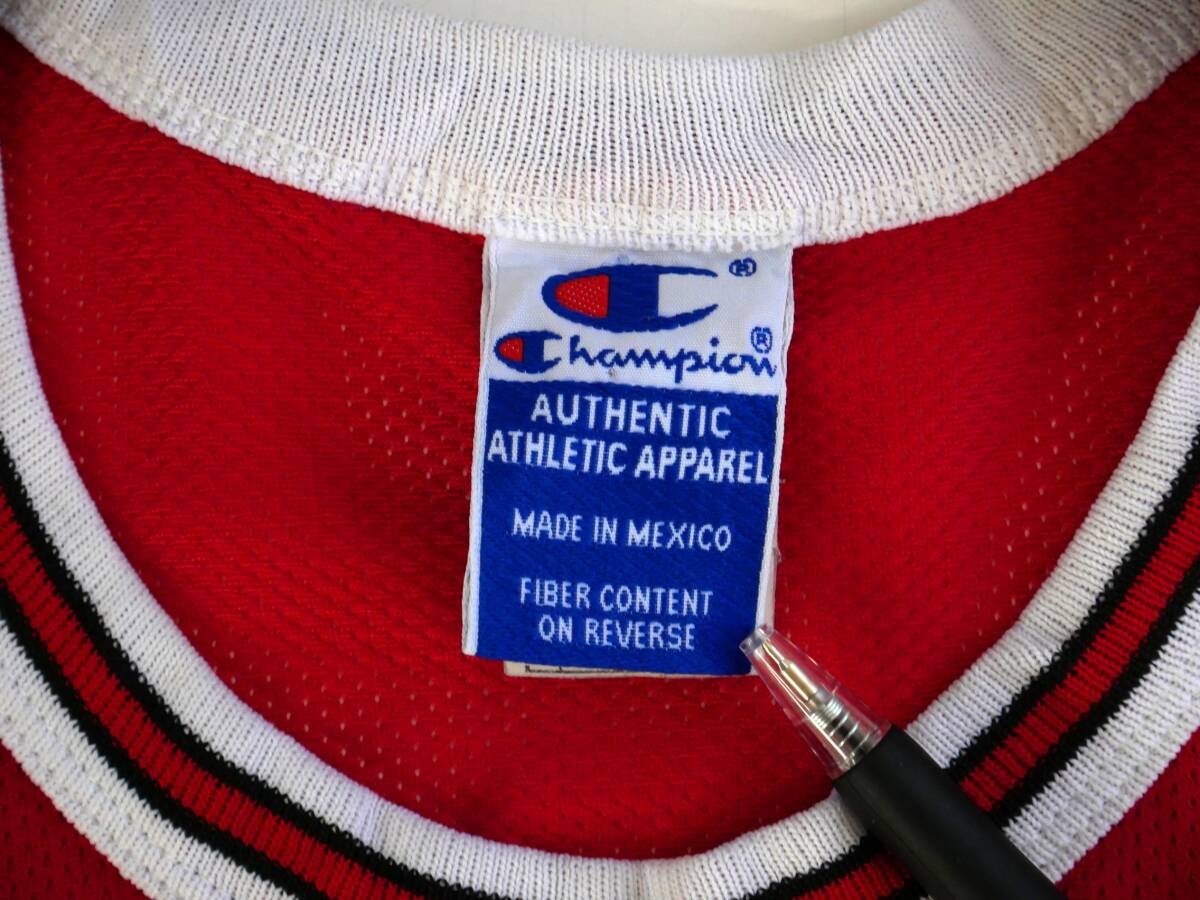 ®
Champion®
AUTHENTIC
ATHLETIC APPAREL
MADE IN MEXICO
FIBER CONTENT
ON REVERSE